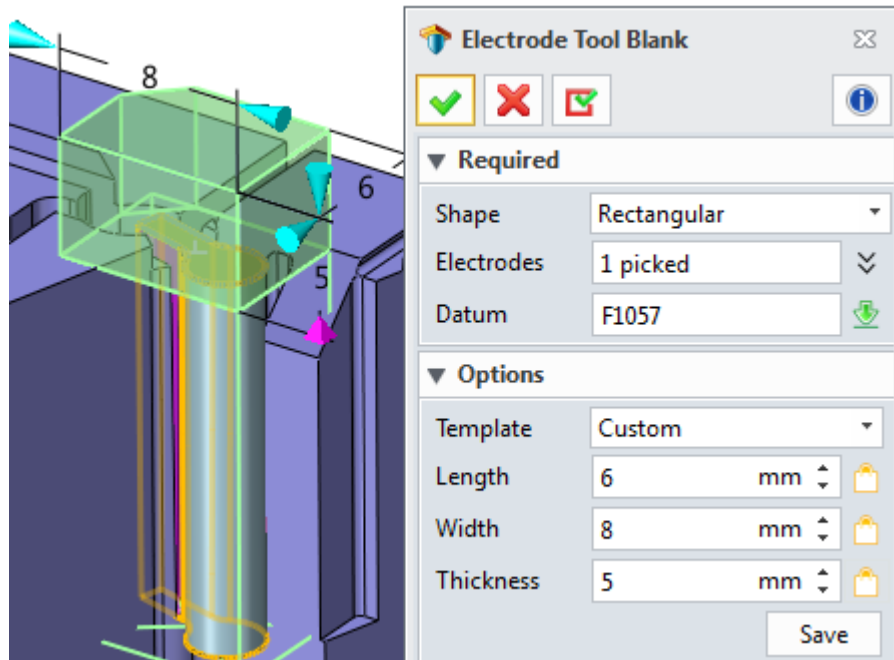 8
6
5
Electrode Tool Blank
Required
Shape Rectangular
Electrodes 1 picked
Datum F1057
Options
Template Custom
Length 6 mm
Width 8 mm
Thickness 5 mm
Save